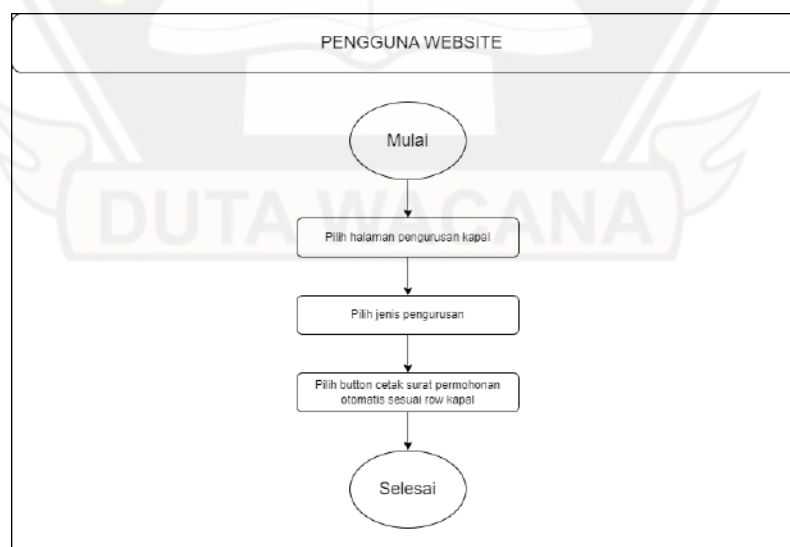 PENGGUNA WEBSITE
Mulai
DUTA WACANA
Pilih halaman pengurusan kapal
Pilih jenis pengurusan
Pilih button cetak surat permohonan
otomatis sesuai row kapal
Selesai